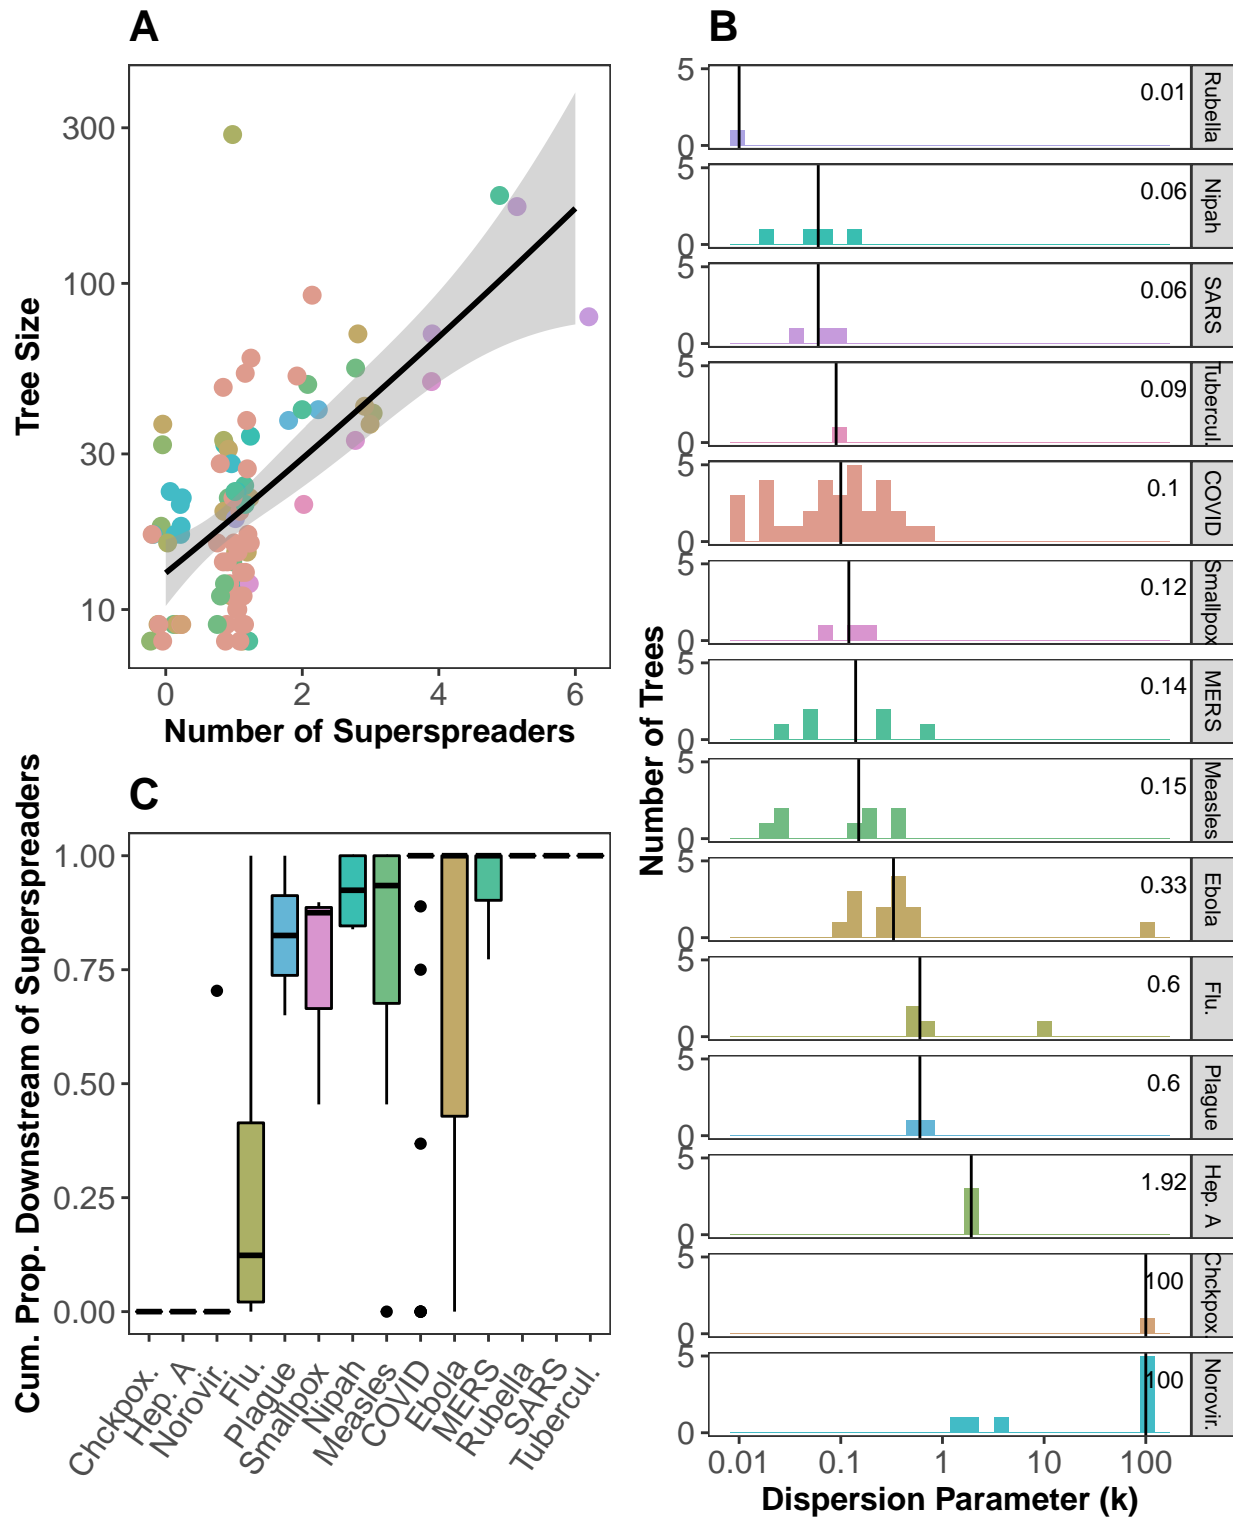 A
Tree Size
300
100
30
10
0
2
4
6
Number of Superspreaders
B
Number of Trees
5
0
0.01
Rubella
5
0
0.06
Nipah
5
0
0.06
SARS
5
0
0.09
Tubercul.
5
0
0.1
COVID
5
0
0.12
Smallpox
5
0
0.14
MERS
5
0
0.15
Measles
5
0
0.33
Ebola
5
0
0.6
Flu.
5
0
0.6
Plague
5
0
1.92
Hep. A
5
0
100
Chckpox.
5
0
100
Norovir.
0.01
0.1
1
10
100
Dispersion Parameter (k)
C
Cum. Prop. Downstream of Superspreaders
1.00
0.75
0.50
0.25
0.00
Chckpox.
Hep. A
Norovir.
Flu.
Plague
Smallpox
Nipah
Measles
COVID
Ebola
MERS
Rubella
SARS
Tubercul.